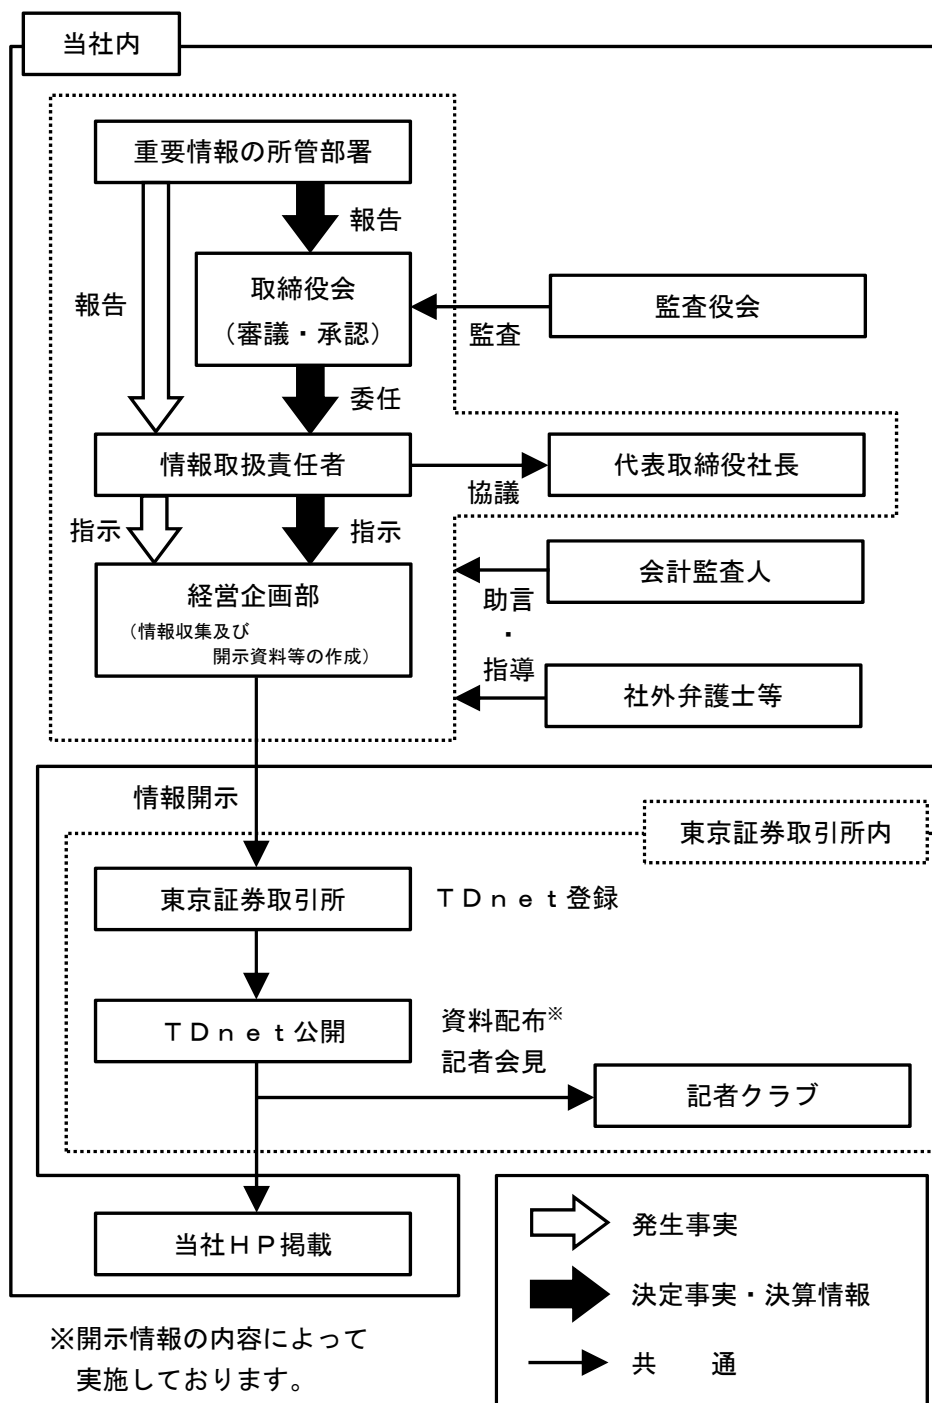 当社内
重要情報の所管部署
報告
報告
取締役会
(審議・承認)
監査役会
監査
委任
情報取扱責任者
代表取締役社長
協議
指示
指示
経営企画部
(情報収集及び
開示資料等の作成)
会計監査人
助言
・
指導
社外弁護士等
情報開示
東京証券取引所内
東京証券取引所
TDnet登録
TDnet公開
資料配布※
記者会見
記者クラブ
当社HP掲載
発生事実
決定事実・決算情報
共 通
※開示情報の内容によって
実施しております。